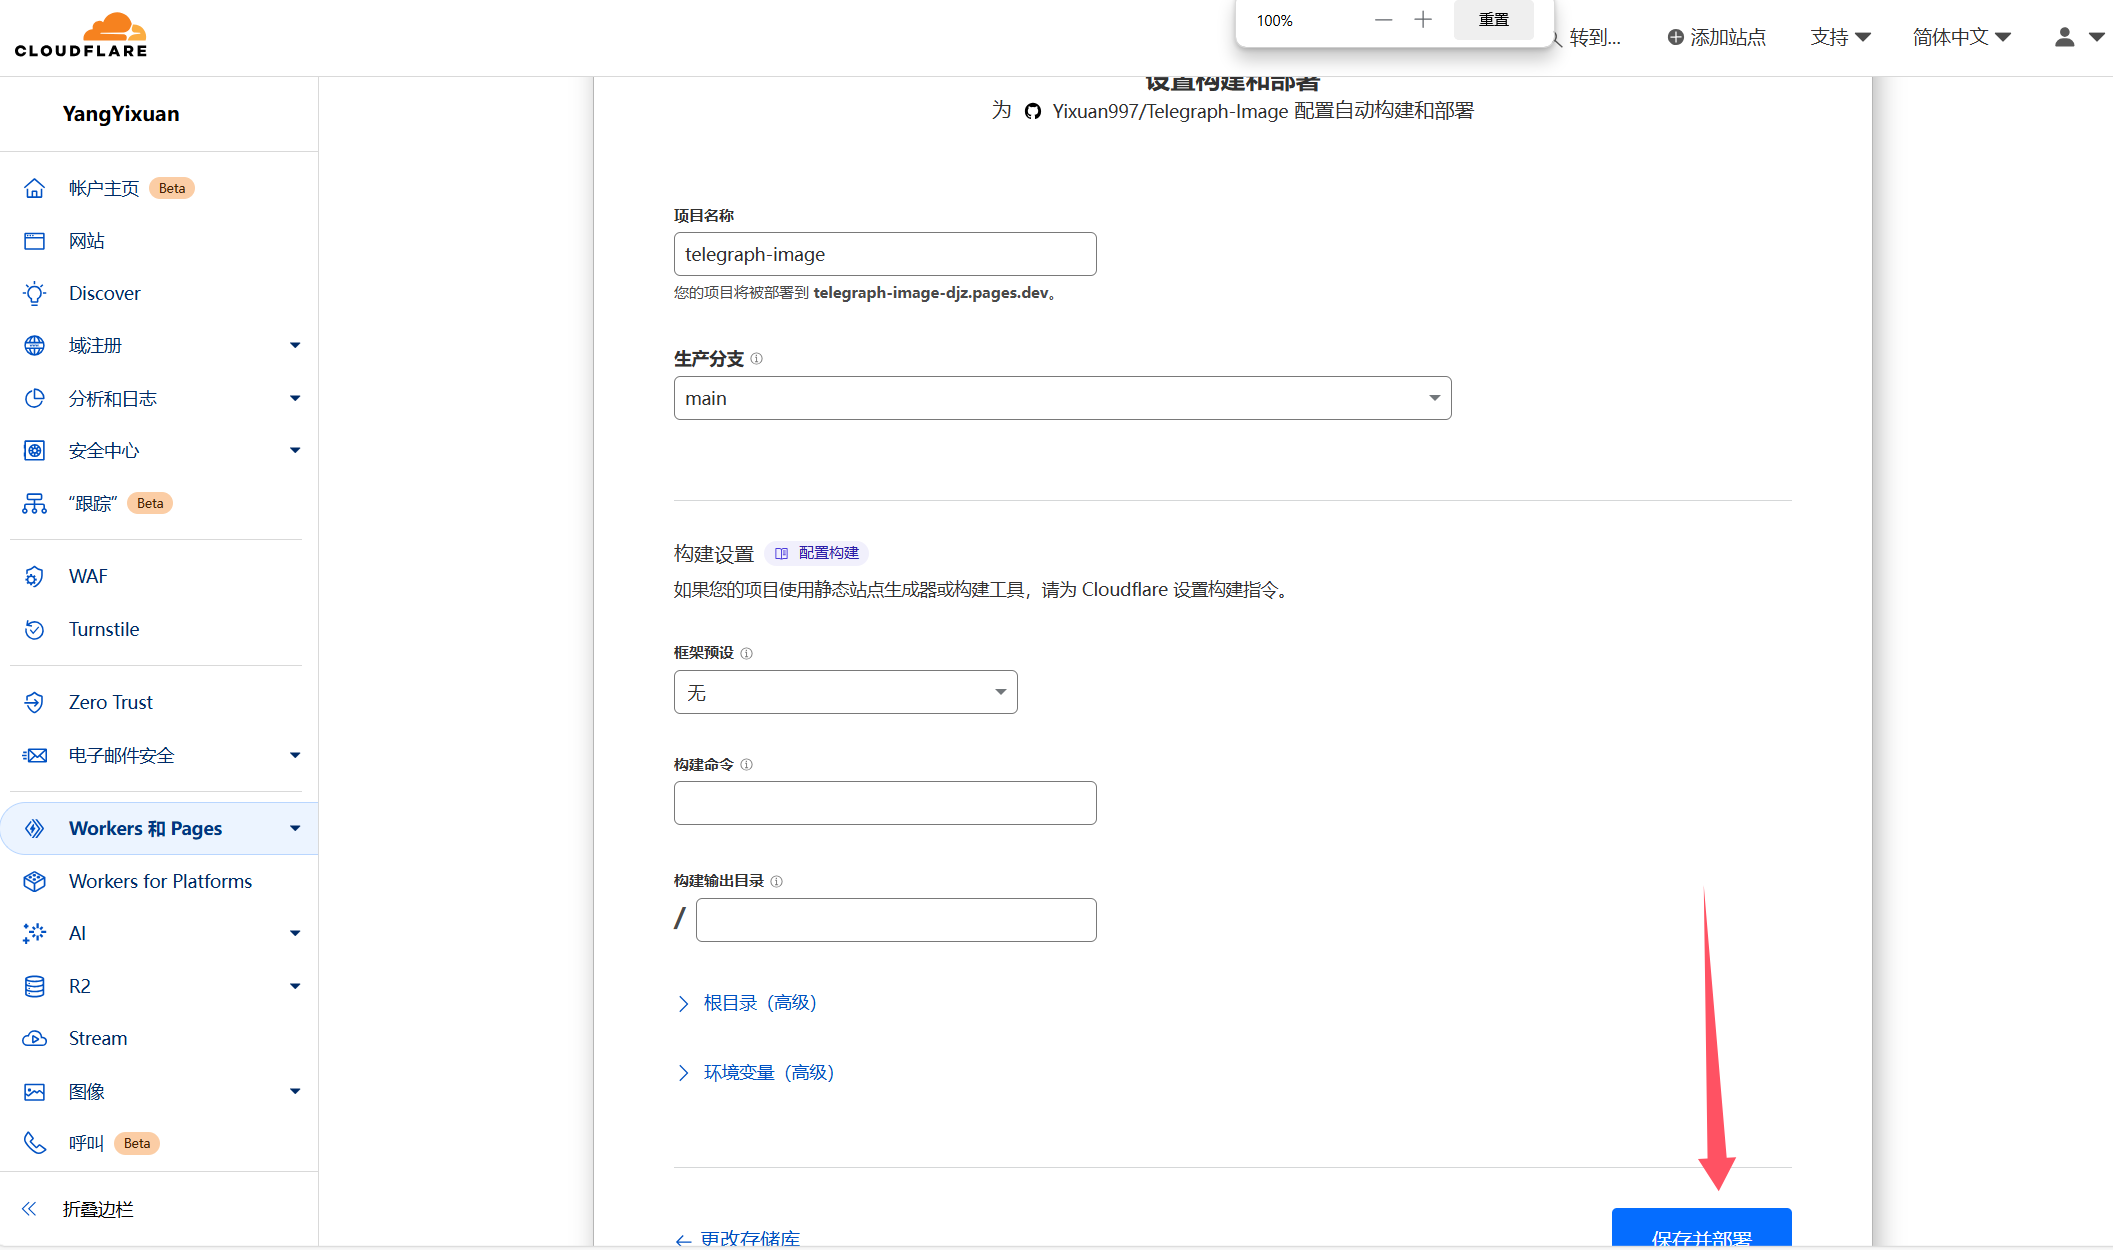 CLOUDFLARE
100%
重置
转到...
添加站点
支持
简体中文
YangYixuan
帐户主页 Beta
网站
Discover
域注册
分析和日志
安全中心
“跟踪” Beta
WAF
Turnstile
Zero Trust
电子邮件安全
Workers 和 Pages
Workers for Platforms
AI
R2
Stream
图像
呼叫 Beta
折叠边栏
设置构建和部署
为 Yixuan997/Telegraph-Image 配置自动构建和部署
项目名称
telegraph-image
您的项目将被部署到 telegraph-image-djz.pages.dev。
生产分支
main
构建设置 配置构建
如果您的项目使用静态站点生成器或构建工具，请为 Cloudflare 设置构建指令。
框架预设
无
构建命令
构建输出目录
/
根目录（高级）
环境变量（高级）
更改存储库
保存并部署